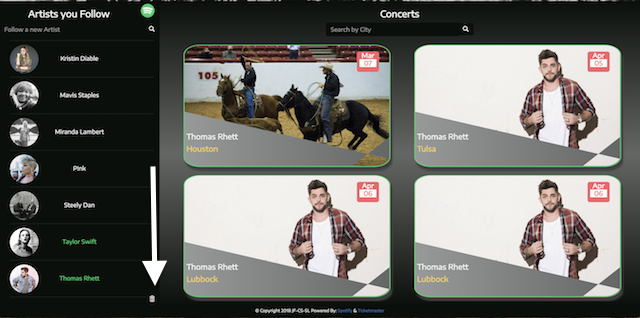 Artists you Follow
Follow a new Artist
Kristin Diable
Mavis Staples
Miranda Lambert
P!nk
Steely Dan
Taylor Swift
Thomas Rhett
Concerts
Search by City
105
Mar
07
Thomas Rhett
Houston
Apr
05
Thomas Rhett
Tulsa
Apr
06
Thomas Rhett
Lubbock
Apr
06
Thomas Rhett
Lubbock
© Copyright 2018 JF-CS-SL Powered By: Spotify & Ticketmaster